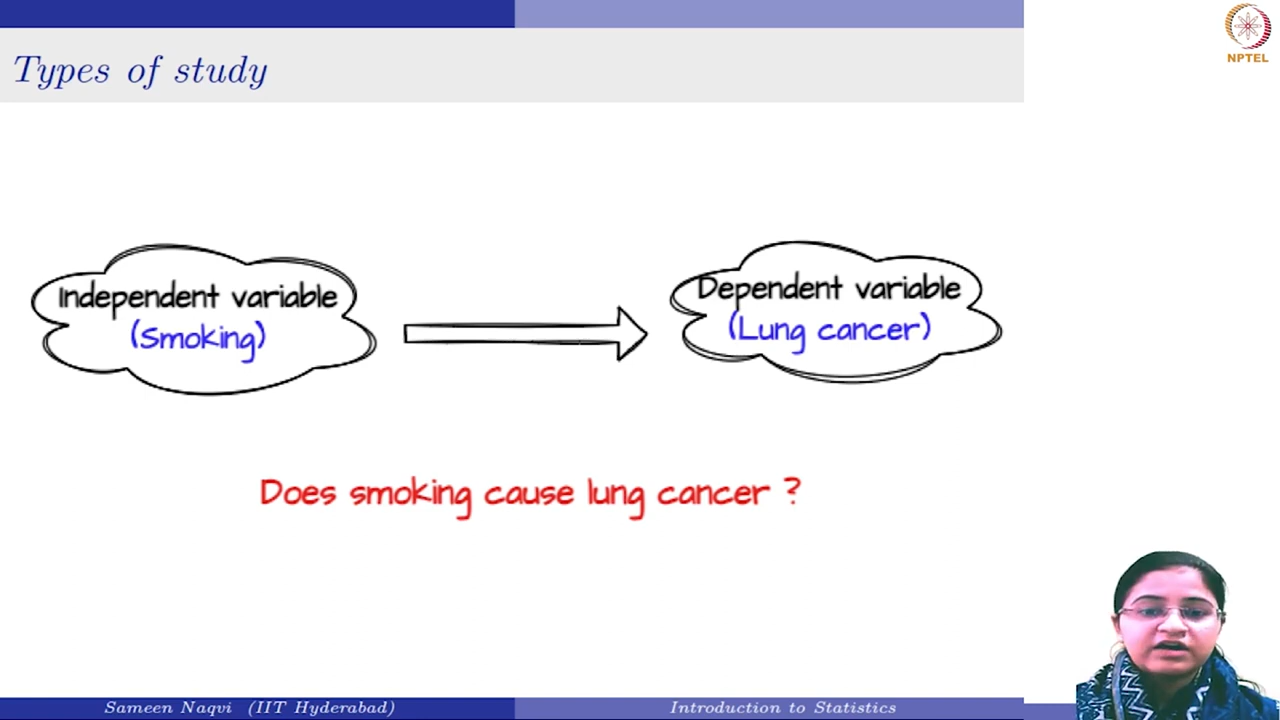 NPTEL
Types of study
Independent variable
(Smoking)
Dependent variable
(Lung cancer)
Does smoking cause lung cancer ?
Sameen Naqvi (IIT Hyderabad)
Introduction to Statistics